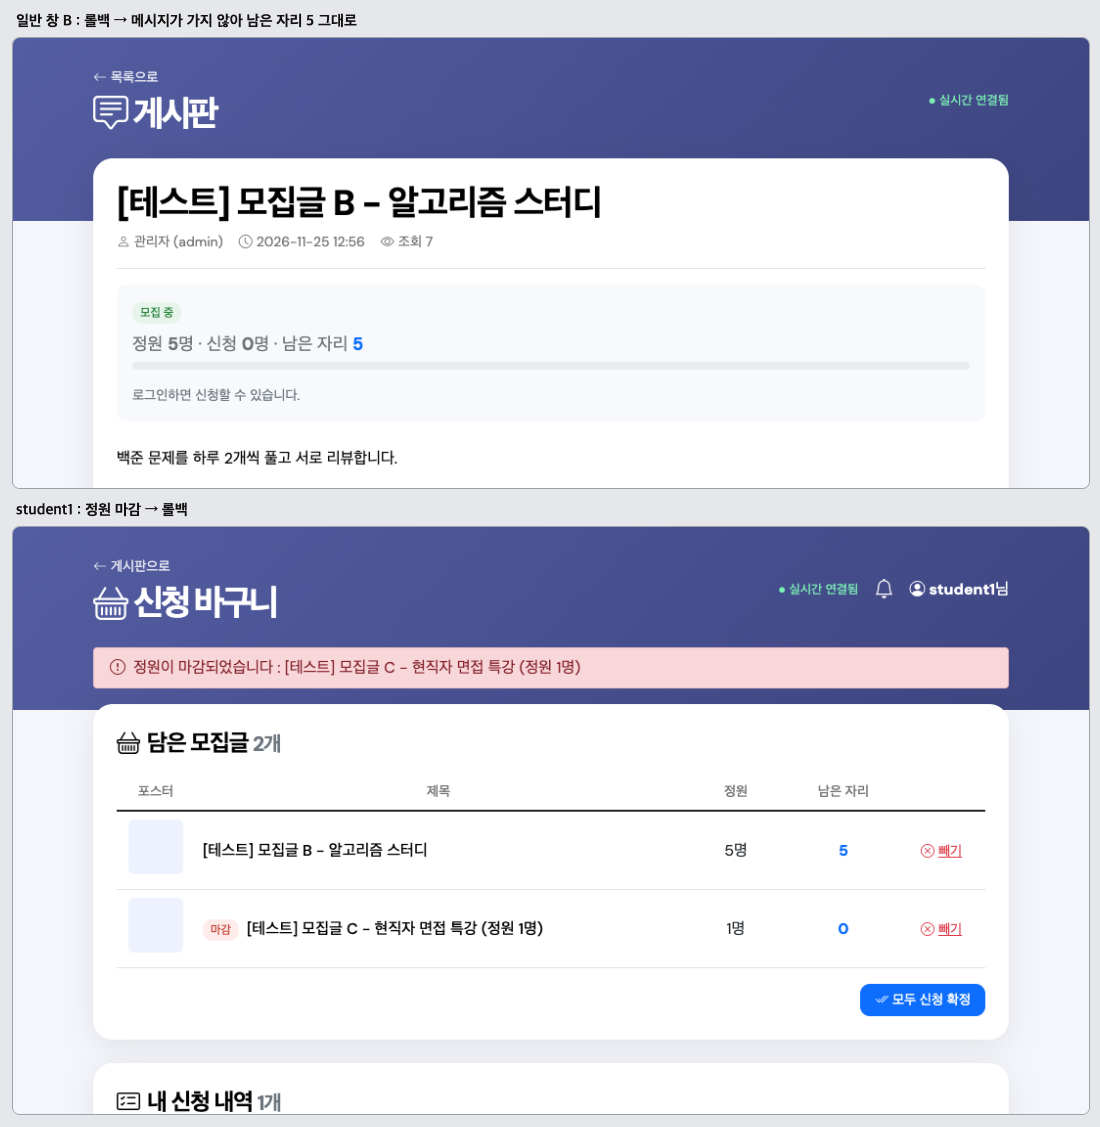 일반 창 B : 롤백 → 메시지가 가지 않아 남은 자리 5 그대로
← 목록으로
게시판
● 실시간 연결됨
[테스트] 모집글 B - 알고리즘 스터디
관리자 (admin) 2026-11-25 12:56 조회 7
모집 중
정원 5명 · 신청 0명 · 남은 자리 5
로그인하면 신청할 수 있습니다.
백준 문제를 하루 2개씩 풀고 서로 리뷰합니다.
student1 : 정원 마감 → 롤백
← 게시판으로
신청 바구니
● 실시간 연결됨 student1님
정원이 마감되었습니다 : [테스트] 모집글 C - 현직자 면접 특강 (정원 1명)
담은 모집글 2개
포스터 제목 정원 남은 자리
[테스트] 모집글 B - 알고리즘 스터디 5명 5 빼기
마감 [테스트] 모집글 C - 현직자 면접 특강 (정원 1명) 1명 0 빼기
모두 신청 확정
내 신청 내역 1개